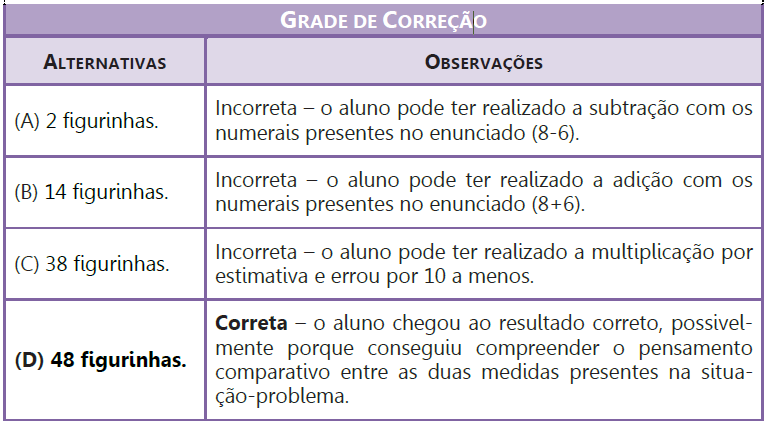 GRADE DE CORREÇÃO
ALTERNATIVAS
OBSERVAÇÕES
(A) 2 figurinhas.
Incorreta – o aluno pode ter realizado a subtração com os
numerais presentes no enunciado (8-6).
(B) 14 figurinhas.
Incorreta – o aluno pode ter realizado a adição com os
numerais presentes no enunciado (8+6).
(C) 38 figurinhas.
Incorreta – o aluno pode ter realizado a multiplicação por
estimativa e errou por 10 a menos.
(D) 48 figurinhas.
Correta – o aluno chegou ao resultado correto, possivel-
mente porque conseguiu compreender o pensamento
comparativo entre as duas medidas presentes na situa-
ção-problema.